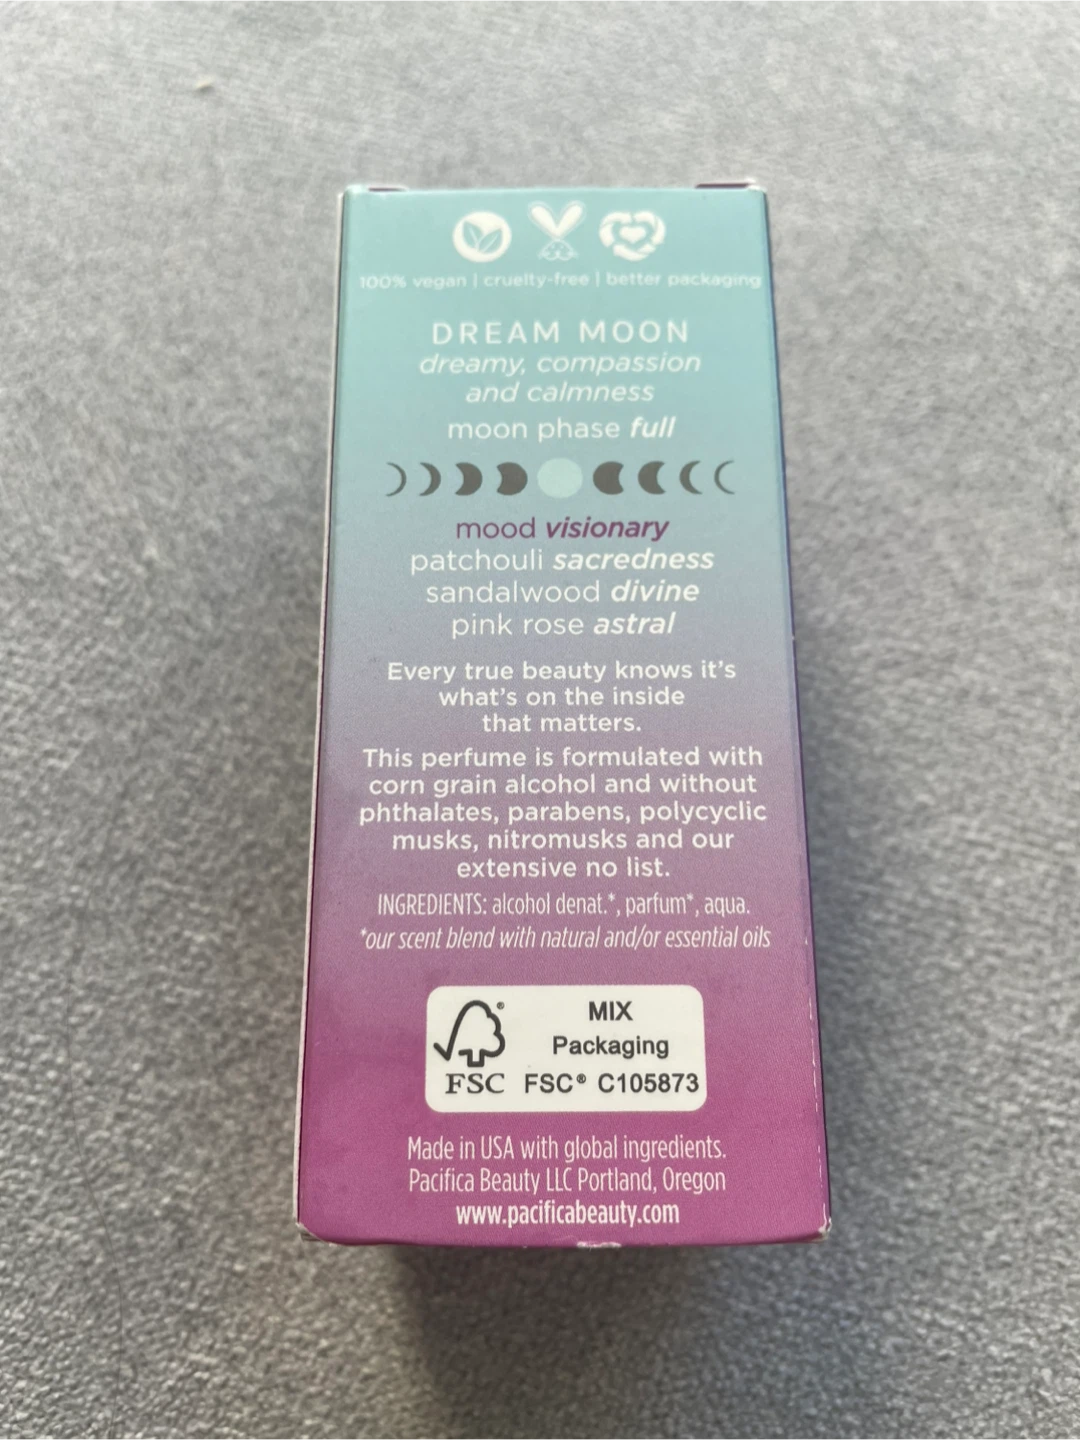 100% vegan | cruelty-free | better packaging
DREAM MOON
dreamy, compassion
and calmness
moon phase full
mood visionary
patchouli sacredness
sandalwood divine
pink rose astral
Every true beauty knows it's
what's on the inside
that matters.
This perfume is formulated with
corn grain alcohol and without
phthalates, parabens, polycyclic
musks, nitromusks and our
extensive no list.
INGREDIENTS: alcohol denat.*, parfum*, aqua.
*our scent blend with natural and/or essential oils
MIX
Packaging
FSC® FSC® C105873
Made in USA with global ingredients.
Pacifica Beauty LLC Portland, Oregon
www.pacificabeauty.com